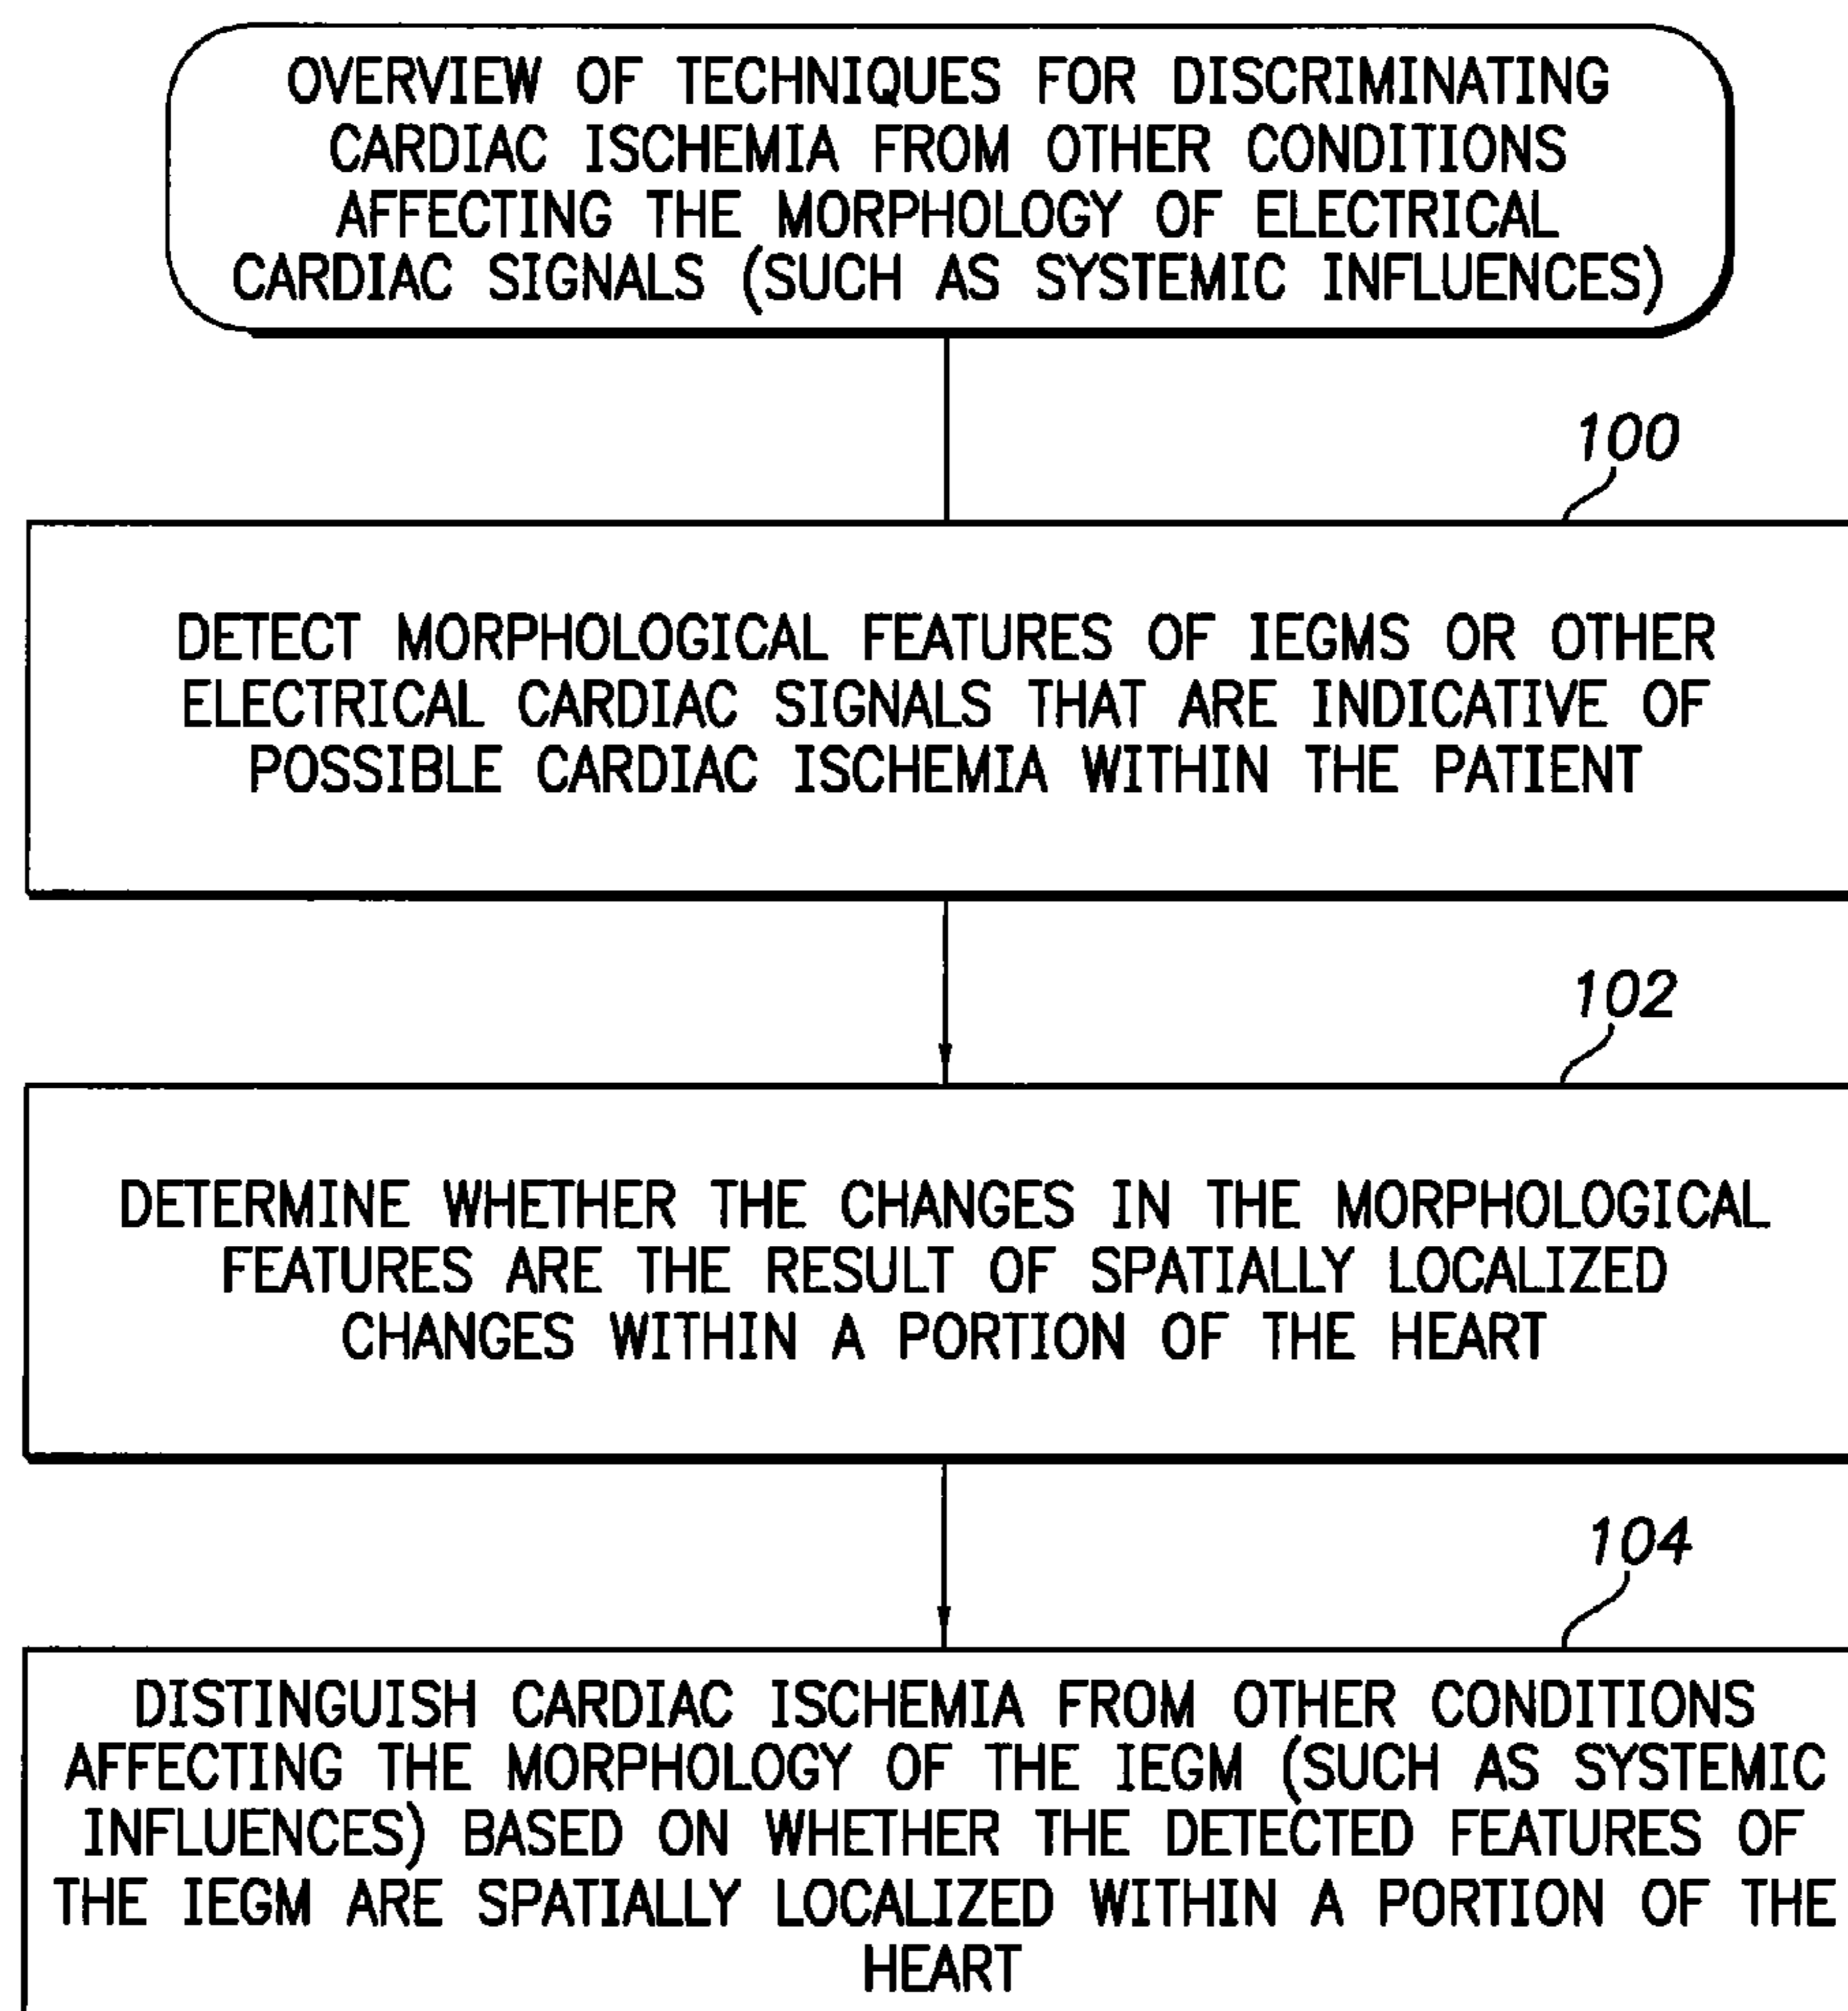 OVERVIEW OF TECHNIQUES FOR DISCRIMINATING
CARDIAC ISCHEMIA FROM OTHER CONDITIONS
AFFECTING THE MORPHOLOGY OF ELECTRICAL
CARDIAC SIGNALS (SUCH AS SYSTEMIC INFLUENCES)
100
DETECT MORPHOLOGICAL FEATURES OF IEGMS OR OTHER
ELECTRICAL CARDIAC SIGNALS THAT ARE INDICATIVE OF
POSSIBLE CARDIAC ISCHEMIA WITHIN THE PATIENT
102
DETERMINE WHETHER THE CHANGES IN THE MORPHOLOGICAL
FEATURES ARE THE RESULT OF SPATIALLY LOCALIZED
CHANGES WITHIN A PORTION OF THE HEART
104
DISTINGUISH CARDIAC ISCHEMIA FROM OTHER CONDITIONS
AFFECTING THE MORPHOLOGY OF THE IEGM (SUCH AS SYSTEMIC
INFLUENCES) BASED ON WHETHER THE DETECTED FEATURES OF
THE IEGM ARE SPATIALLY LOCALIZED WITHIN A PORTION OF THE
HEART